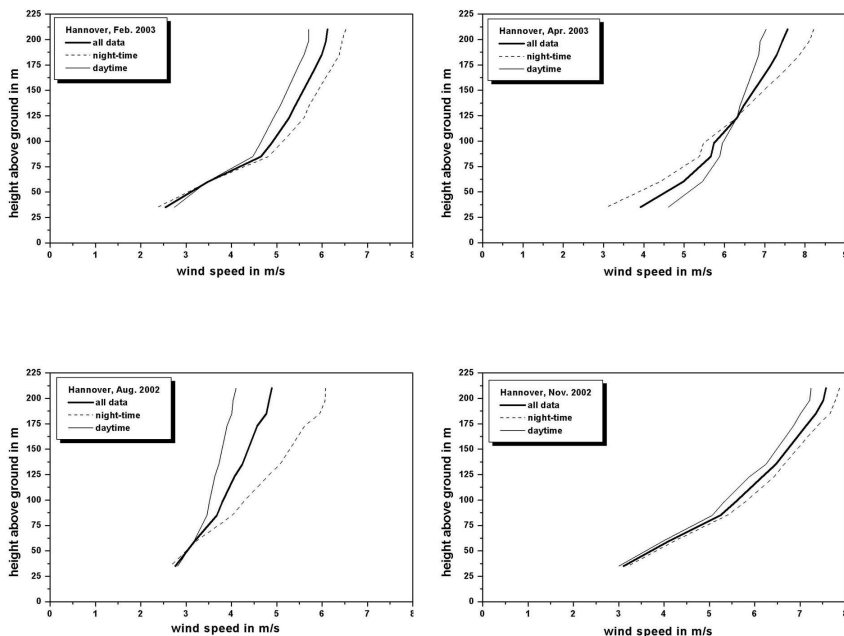 Hannover, Feb. 2003
all data
night-time
daytime
225
200
175
150
125
100
75
50
25
0
height above ground in m
0 1 2 3 4 5 6 7 8
wind speed in m/s
Hannover, Apr. 2003
all data
night-time
daytime
225
200
175
150
125
100
75
50
25
0
height above ground in m
0 1 2 3 4 5 6 7 8
wind speed in m/s
Hannover, Aug. 2002
all data
night-time
daytime
225
200
175
150
125
100
75
50
25
0
height above ground in m
0 1 2 3 4 5 6 7 8
wind speed in m/s
Hannover, Nov. 2002
all data
night-time
daytime
225
200
175
150
125
100
75
50
25
0
height above ground in m
0 1 2 3 4 5 6 7 8
wind speed in m/s